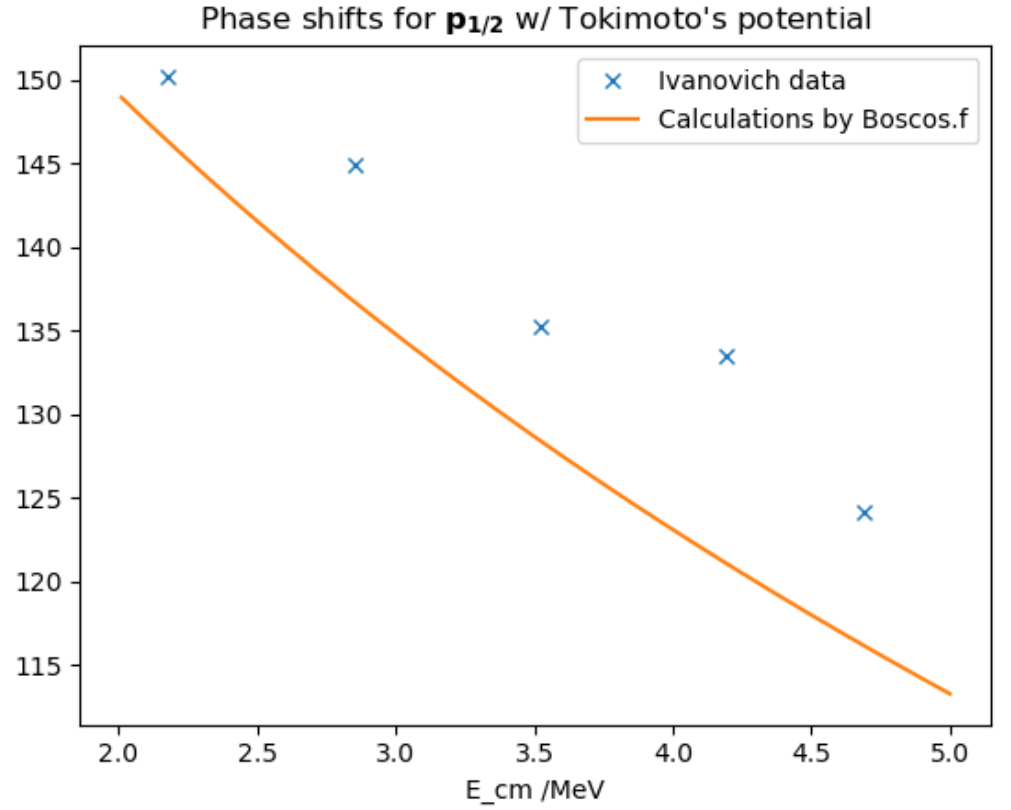 Phase shifts for p1/2 w/ Tokimoto's potential
Ivanovich data
Calculations by Boscos.f
150
145
140
135
130
125
120
115
2.0 2.5 3.0 3.5 4.0 4.5 5.0
E_cm /MeV